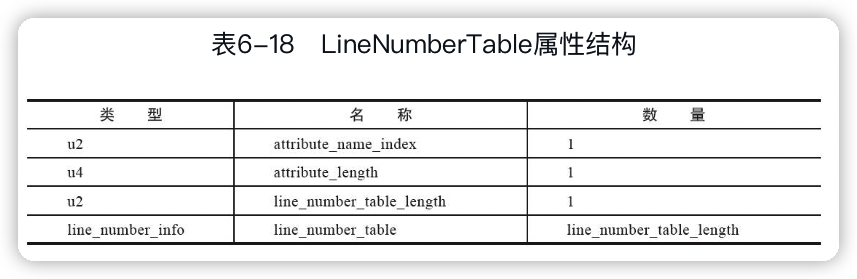 表6-18 LineNumberTable属性结构
类 型 名 称 数 量
u2 attribute_name_index 1
u4 attribute_length 1
u2 line_number_table_length 1
line_number_info line_number_table line_number_table_length